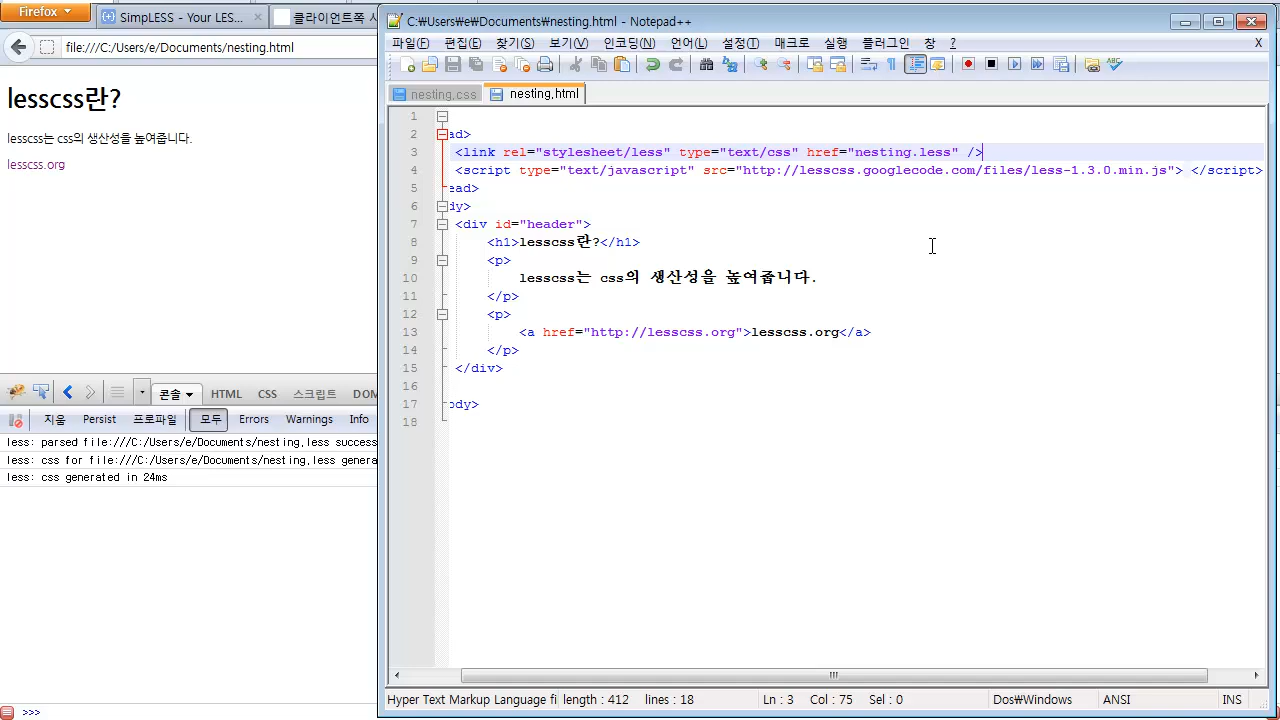 Firefox
SimpLESS - Your LES...
클라이언트쪽 시
file:///C:/Users/e/Documents/nesting.html
lesscss란?
lesscss는 css의 생산성을 높여줍니다.
lesscss.org
콘솔 HTML CSS 스크립트 DOM
지움 Persist 프로파일 모두 Errors Warnings Info
less: parsed file:///C:/Users/e/Documents/nesting.less success
less: css for file:///C:/Users/e/Documents/nesting.less genera
less: css generated in 24ms
>>>
C:₩Users₩e₩Documents₩nesting.html - Notepad++
파일(F) 편집(E) 찾기(S) 보기(V) 인코딩(N) 언어(L) 설정(T) 매크로 실행 플러그인 창 ? X
nesting.css nesting.html
1
2 ad>
3 <link rel="stylesheet/less" type="text/css" href="nesting.less" />
4 <script type="text/javascript" src="http://lesscss.googlecode.com/files/less-1.3.0.min.js"> </script>
5 ead>
6 dy>
7 <div id="header">
8 <h1>lesscss란?</h1>
9 <p>
10 lesscss는 css의 생산성을 높여줍니다.
11 </p>
12 <p>
13 <a href="http://lesscss.org">lesscss.org</a>
14 </p>
15 </div>
16
17 ody>
18
Hyper Text Markup Language fi length : 412 lines : 18 Ln : 3 Col : 75 Sel : 0 Dos₩Windows ANSI INS